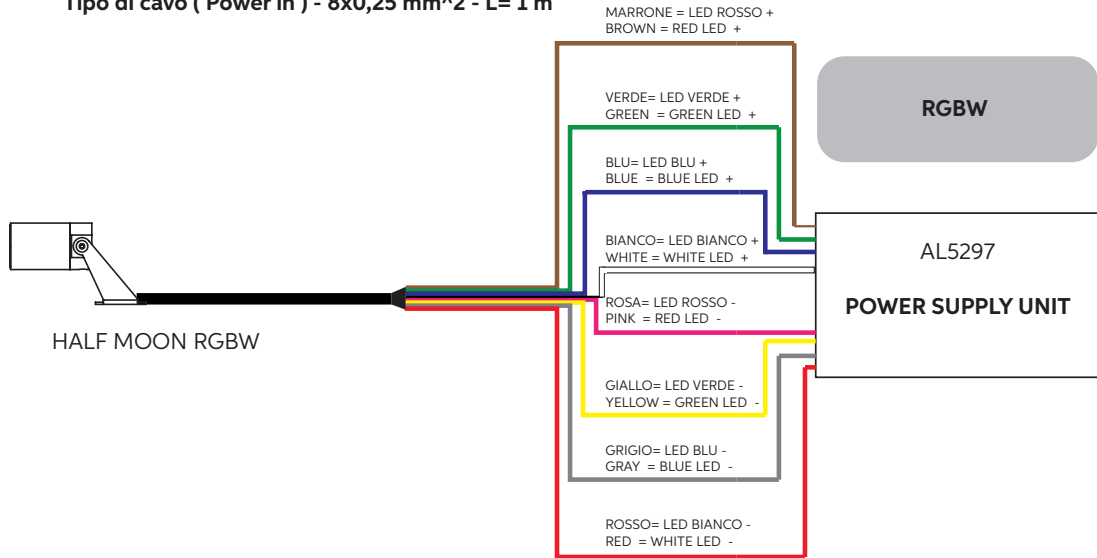 Tipo di cavo ( Power in ) - 8x0,25 mm^2 - L= 1 m
MARRONE = LED ROSSO +
BROWN = RED LED +
RGBW
VERDE= LED VERDE +
GREEN = GREEN LED +
BLU= LED BLU +
BLUE = BLUE LED +
BIANCO= LED BIANCO +
WHITE = WHITE LED +
AL5297
POWER SUPPLY UNIT
ROSA= LED ROSSO -
PINK = RED LED -
HALF MOON RGBW
GIALLO= LED VERDE -
YELLOW = GREEN LED -
GRIGIO= LED BLU -
GRAY = BLUE LED -
ROSSO= LED BIANCO -
RED = WHITE LED -